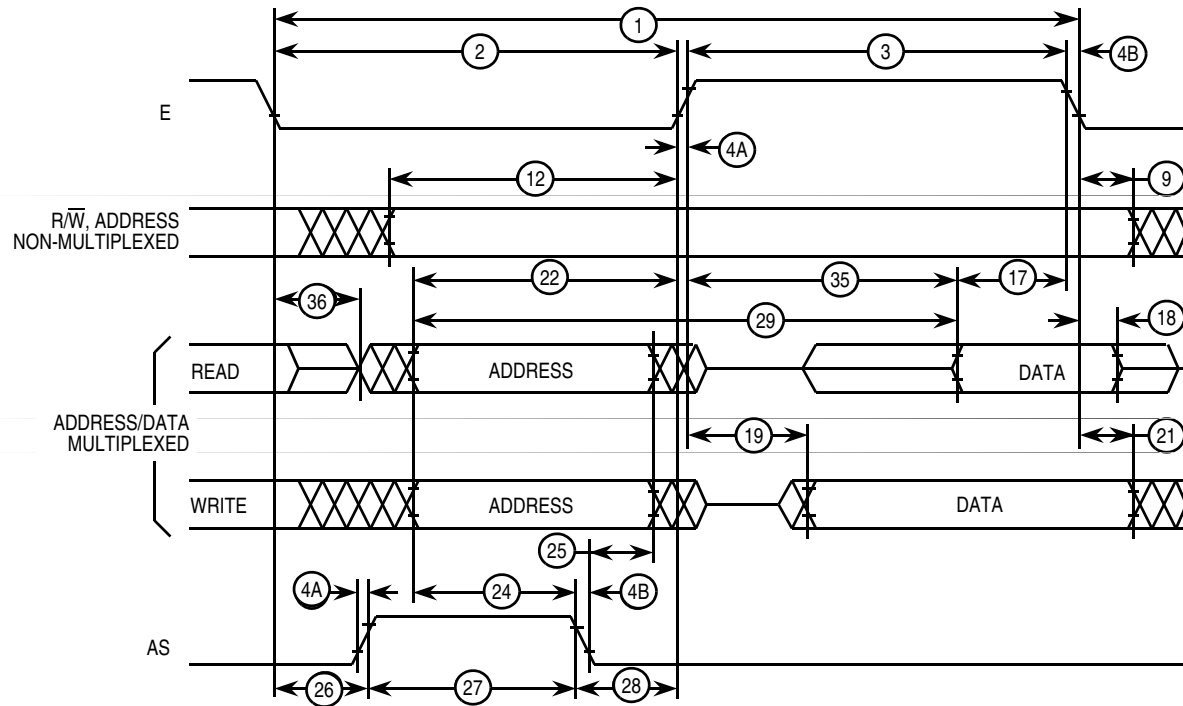 1
2
3
4B
E
4A
12
9
R/W̅, ADDRESS
NON-MULTIPLEXED
22
35
17
36
29
18
READ
ADDRESS
DATA
ADDRESS/DATA
MULTIPLEXED
19
21
WRITE
ADDRESS
DATA
25
4A
24
4B
AS
26
27
28